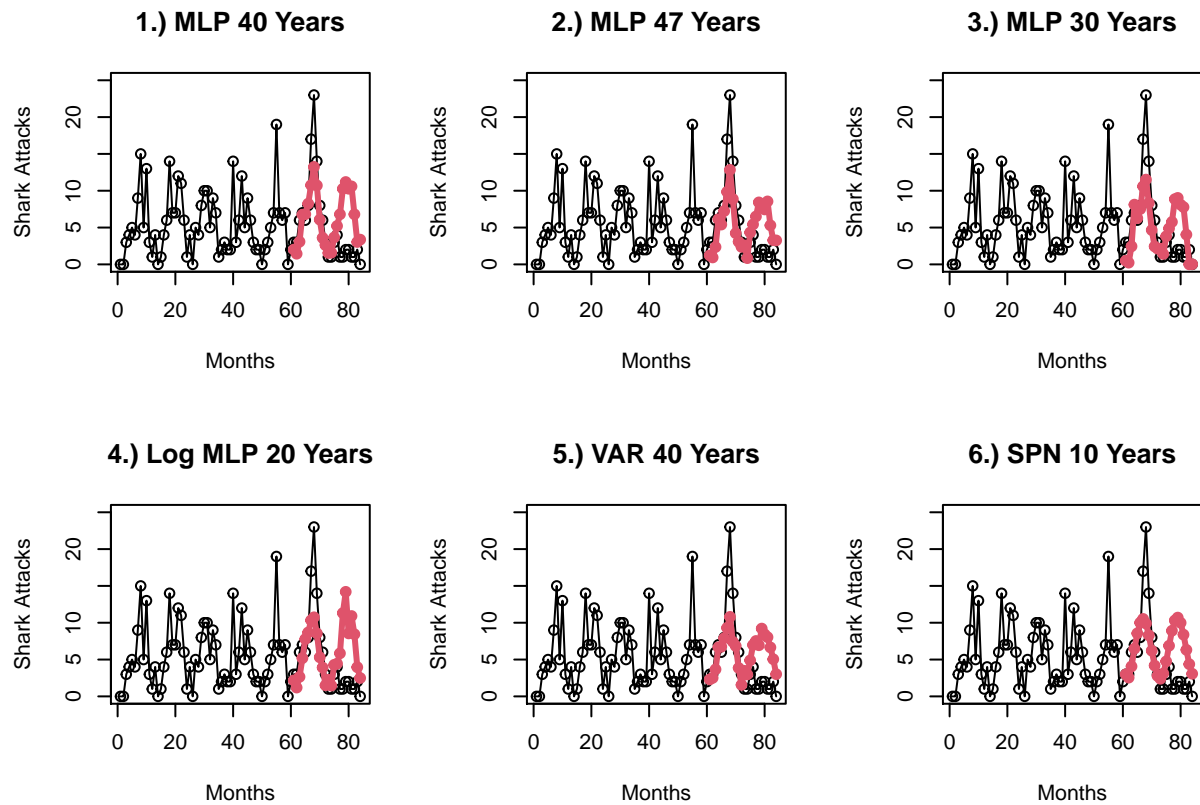 1.) MLP 40 Years
2.) MLP 47 Years
3.) MLP 30 Years
Shark Attacks
0 5 10 20
0 20 40 60 80
Months
Shark Attacks
0 5 10 20
0 20 40 60 80
Months
Shark Attacks
0 5 10 20
0 20 40 60 80
Months
4.) Log MLP 20 Years
5.) VAR 40 Years
6.) SPN 10 Years
Shark Attacks
0 5 10 20
0 20 40 60 80
Months
Shark Attacks
0 5 10 20
0 20 40 60 80
Months
Shark Attacks
0 5 10 20
0 20 40 60 80
Months